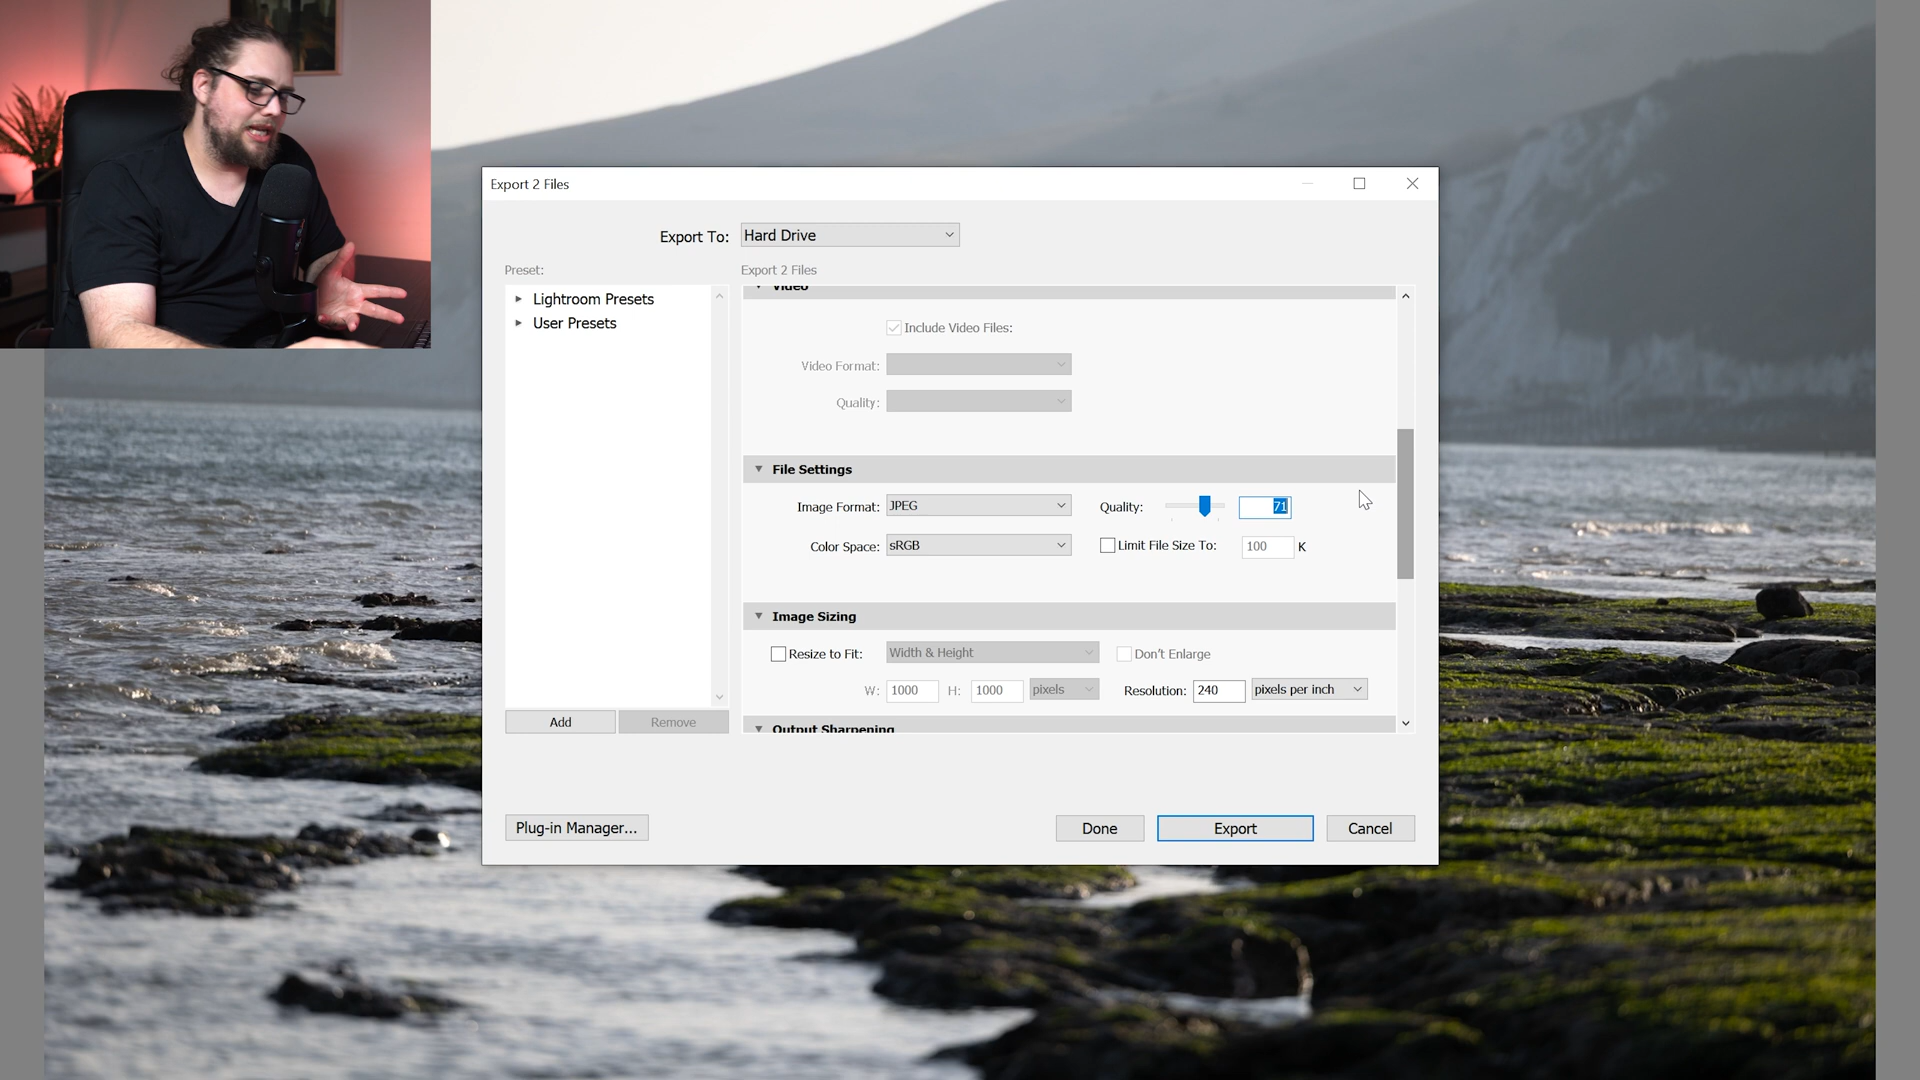 Export 2 Files
Export To: Hard Drive
Preset:
Lightroom Presets
User Presets
Add Remove
Export 2 Files
Video
Include Video Files:
Video Format:
Quality:
File Settings
Image Format: JPEG Quality: 71
Color Space: sRGB Limit File Size To: 100 K
Image Sizing
Resize to Fit: Width & Height Don't Enlarge
W: 1000 H: 1000 pixels Resolution: 240 pixels per inch
Output Sharpening
Plug-in Manager... Done Export Cancel